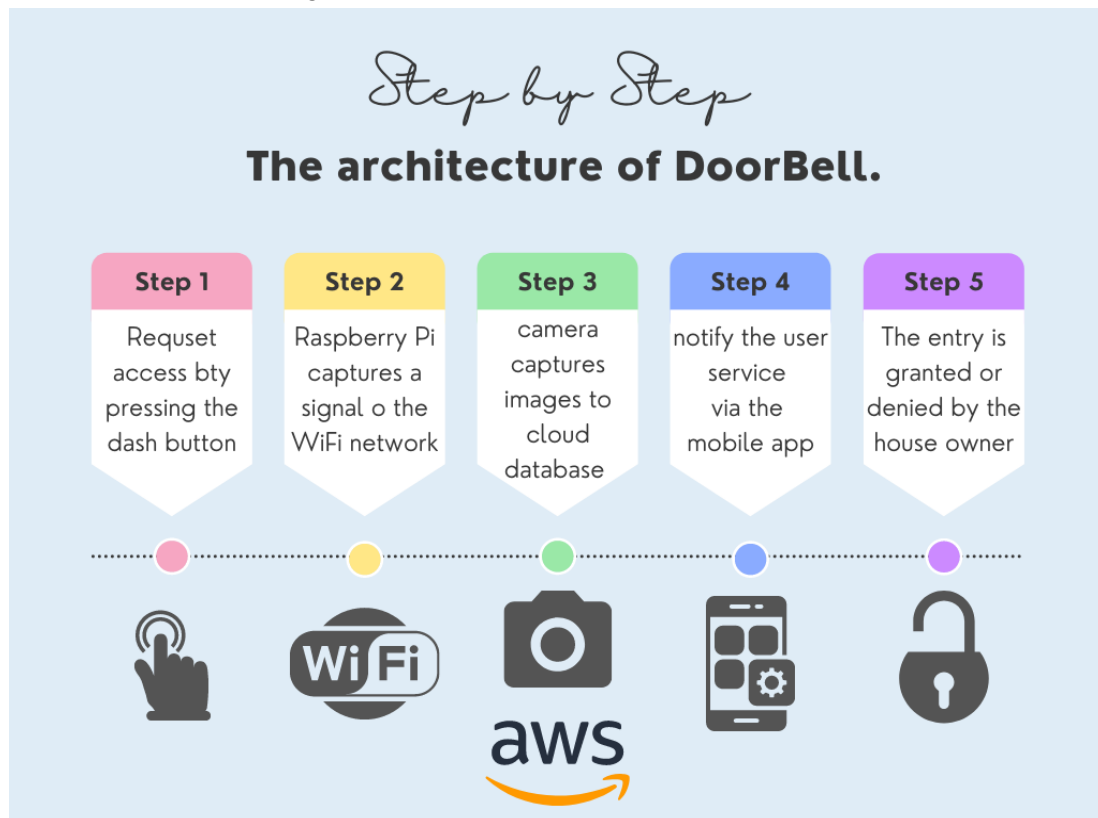 Step by Step
The architecture of DoorBell.
Step 1
Requset
access bty
pressing the
dash button
Step 2
Raspberry Pi
captures a
signal o the
WiFi network
Step 3
camera
captures
images to
cloud
database
Step 4
notify the user
service
via the
mobile app
Step 5
The entry is
granted or
denied by the
house owner
Wi Fi
aws